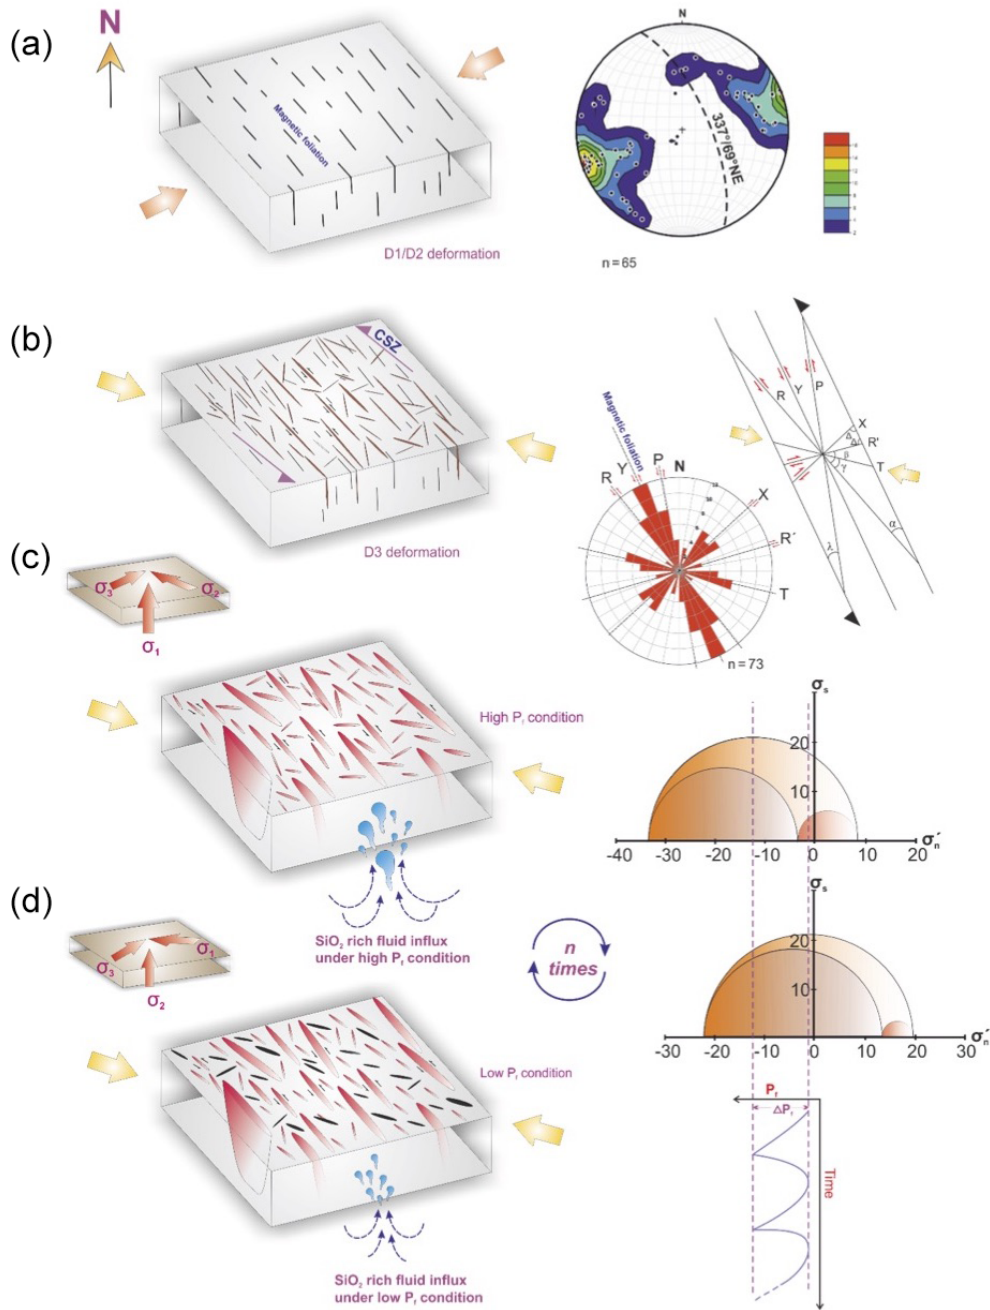 (a)
N
Magnetic foliation
D1/D2 deformation
N
337°/69°NE
n = 65
(b)
CSZ
D3 deformation
Magnetic foliation
R
Y
P
N
X
R´
T
n = 73
R
Y
P
X
R'
T
Δ
β
γ
α
λ
(c)
σ3
σ2
σ1
High Pf condition
SiO2 rich fluid influx
under high Pf condition
σs
20
10
-40
-30
-20
-10
0
10
20
σn´
(d)
σ3
σ1
σ2
n
times
Low Pf condition
SiO2 rich fluid influx
under low Pf condition
σs
20
10
-30
-20
-10
0
10
20
30
σn´
Pf
ΔPf
Time